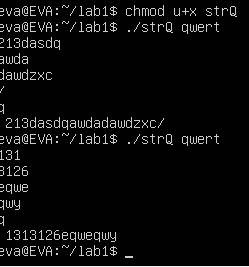 eva@EVA:~/lab1$ chmod u+x strQ
eva@EVA:~/lab1$ ./strQ qwert
213dasdq
awda
dawdzxc
/
q
 213dasdqawdadawdzxc/
eva@EVA:~/lab1$ ./strQ qwert
131
3126
eqwe
qwy
q
 1313126eqweqwy
eva@EVA:~/lab1$ _